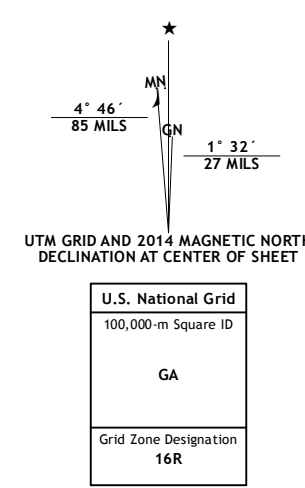 ★
MN
4° 46´
85 MILS
GN
1° 32´
27 MILS
UTM GRID AND 2014 MAGNETIC NORTH
DECLINATION AT CENTER OF SHEET
U.S. National Grid
100,000-m Square ID
GA
Grid Zone Designation
16R